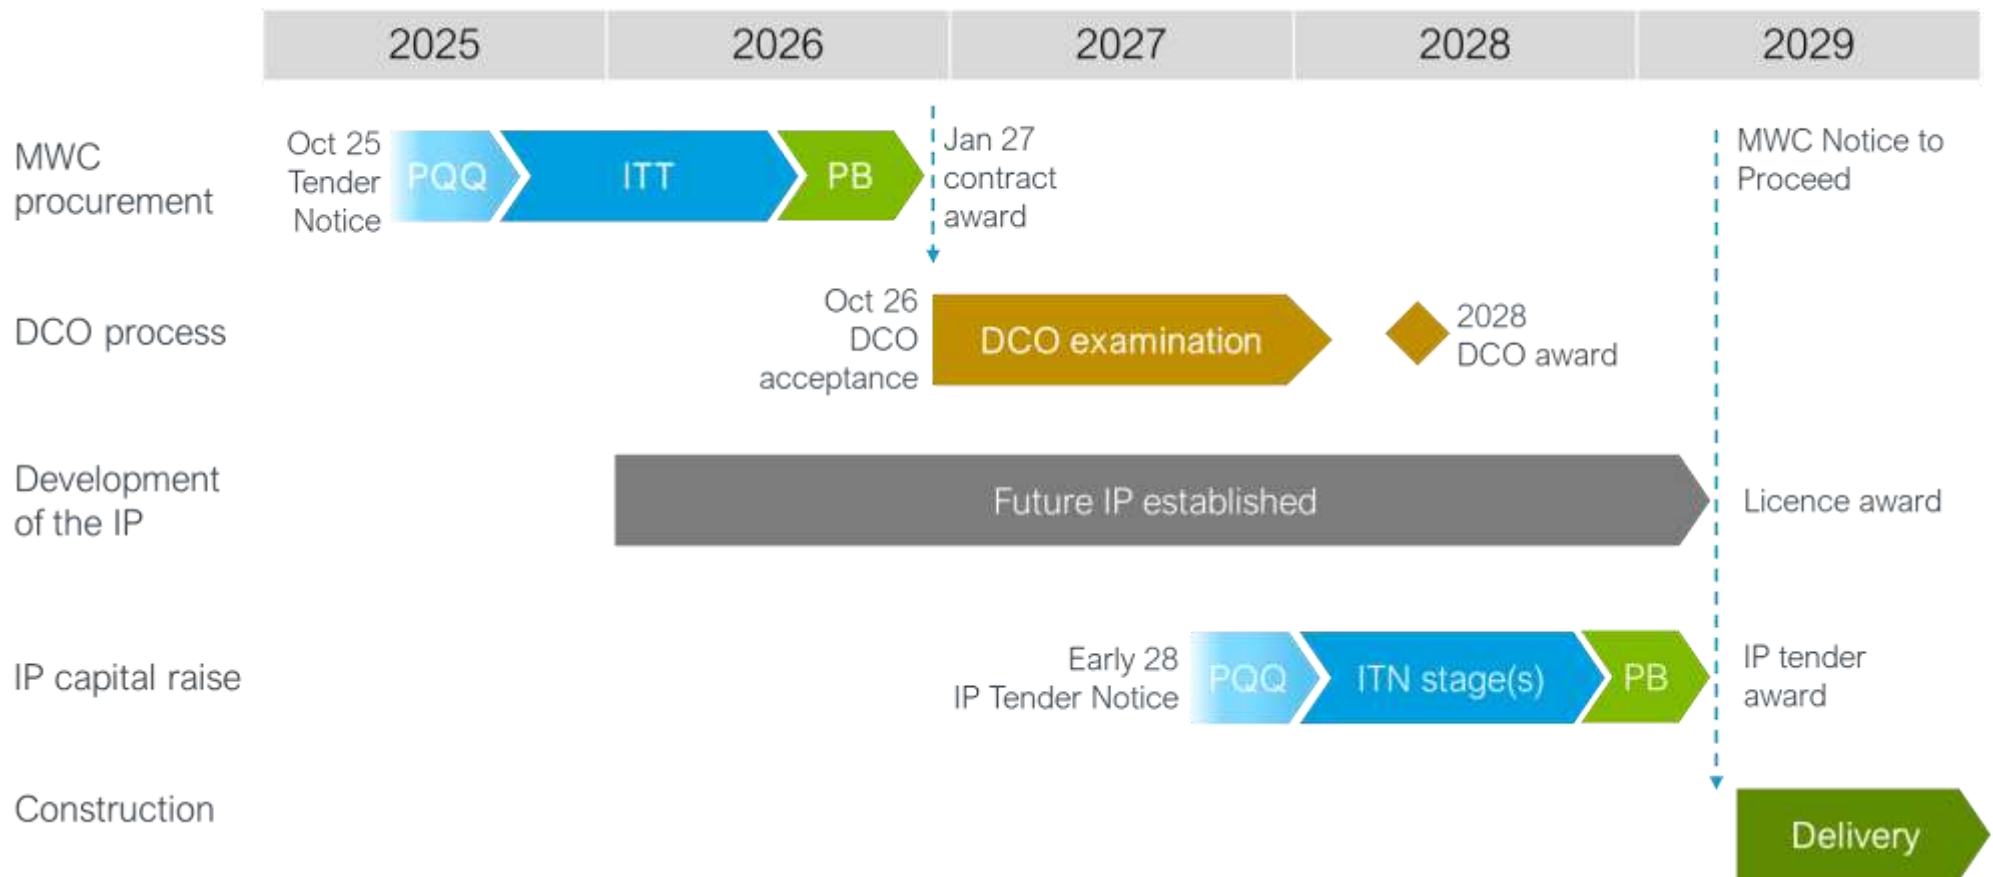 2025 2026 2027 2028 2029
MWC
procurement
Oct 25
Tender
Notice
PQQ
ITT
PB
Jan 27
contract
award
MWC Notice to
Proceed
DCO process
Oct 26
DCO
acceptance
DCO examination
2028
DCO award
Development
of the IP
Future IP established
Licence award
IP capital raise
Early 28
IP Tender Notice
PQQ
ITN stage(s)
PB
IP tender
award
Construction
Delivery